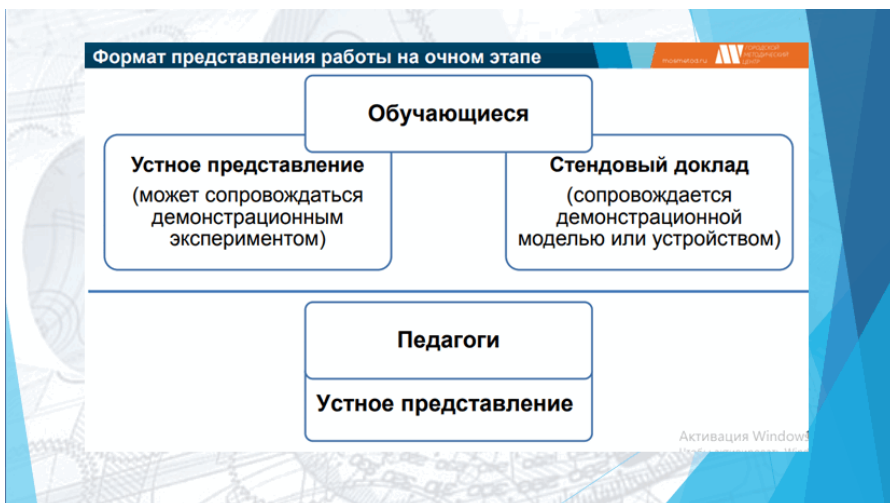 Формат представления работы на очном этапе
mosmetod.ru
ГОРОДСКОЙ
МЕТОДИЧЕСКИЙ
ЦЕНТР
Обучающиеся
Устное представление
(может сопровождаться
демонстрационным
экспериментом)
Стендовый доклад
(сопровождается
демонстрационной
моделью или устройством)
Педагоги
Устное представление
Активация Windows